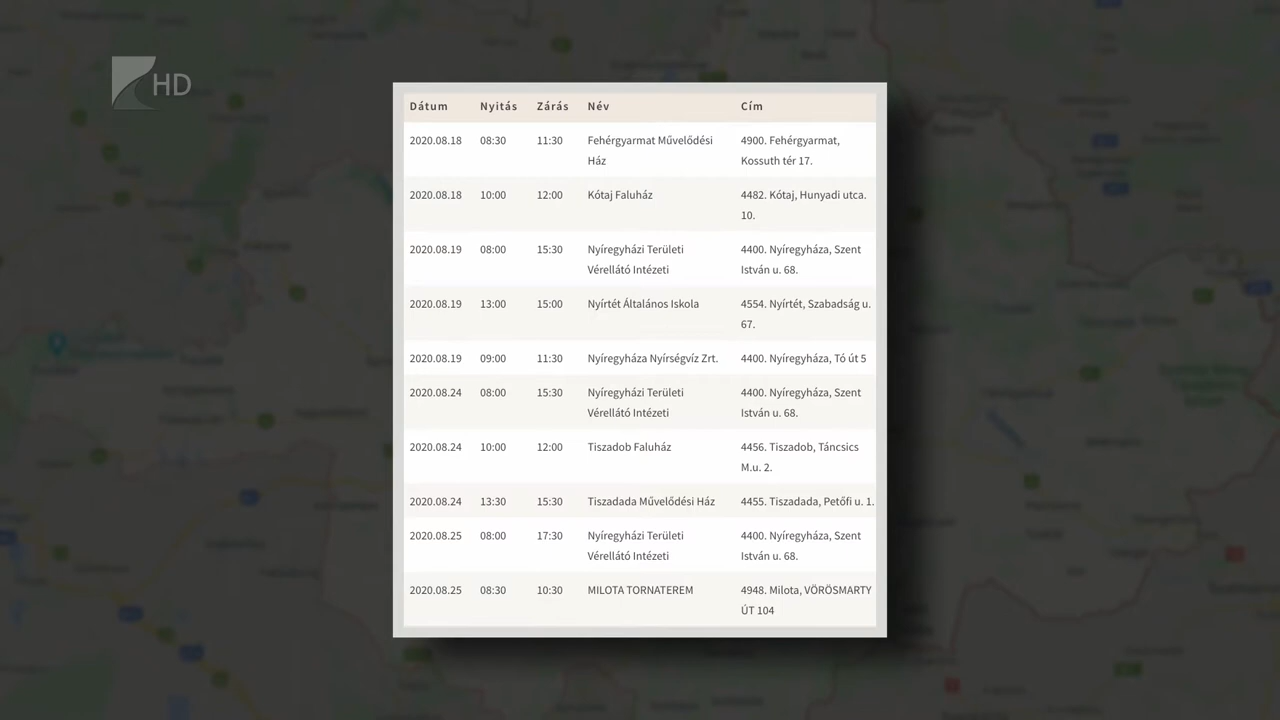 HD
Dátum Nyitás Zárás Név Cím
2020.08.18 08:30 11:30 Fehérgyarmat Művelődési 4900. Fehérgyarmat,
Ház Kossuth tér 17.
2020.08.18 10:00 12:00 Kótaj Faluház 4482. Kótaj, Hunyadi utca.
10.
2020.08.19 08:00 15:30 Nyíregyházi Területi 4400. Nyíregyháza, Szent
Vérellátó Intézeti István u. 68.
2020.08.19 13:00 15:00 Nyírtét Általános Iskola 4554. Nyírtét, Szabadság u.
67.
2020.08.19 09:00 11:30 Nyíregyháza Nyírségvíz Zrt. 4400. Nyíregyháza, Tó út 5
2020.08.24 08:00 15:30 Nyíregyházi Területi 4400. Nyíregyháza, Szent
Vérellátó Intézeti István u. 68.
2020.08.24 10:00 12:00 Tiszadob Faluház 4456. Tiszadob, Táncsics
M.u. 2.
2020.08.24 13:30 15:30 Tiszadada Művelődési Ház 4455. Tiszadada, Petőfi u. 1.
2020.08.25 08:00 17:30 Nyíregyházi Területi 4400. Nyíregyháza, Szent
Vérellátó Intézeti István u. 68.
2020.08.25 08:30 10:30 MILOTA TORNATEREM 4948. Milota, VÖRÖSMARTY
ÚT 104